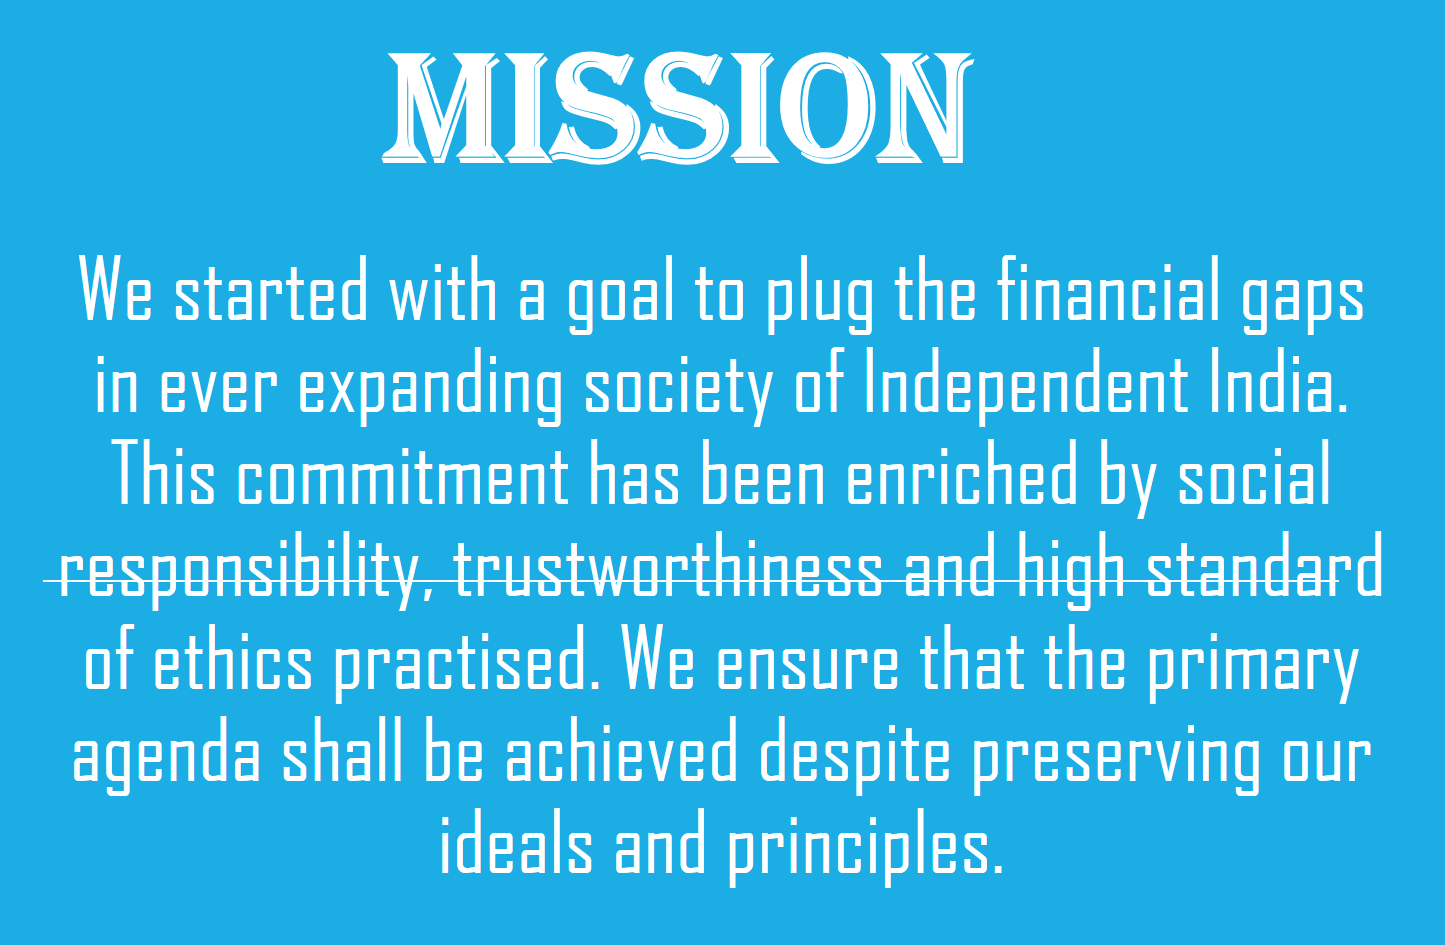 MISSION
We started with a goal to plug the financial gaps
in ever expanding society of Independent India.
This commitment has been enriched by social
responsibility, trustworthiness and high standard
of ethics practised. We ensure that the primary
agenda shall be achieved despite preserving our
ideals and principles.